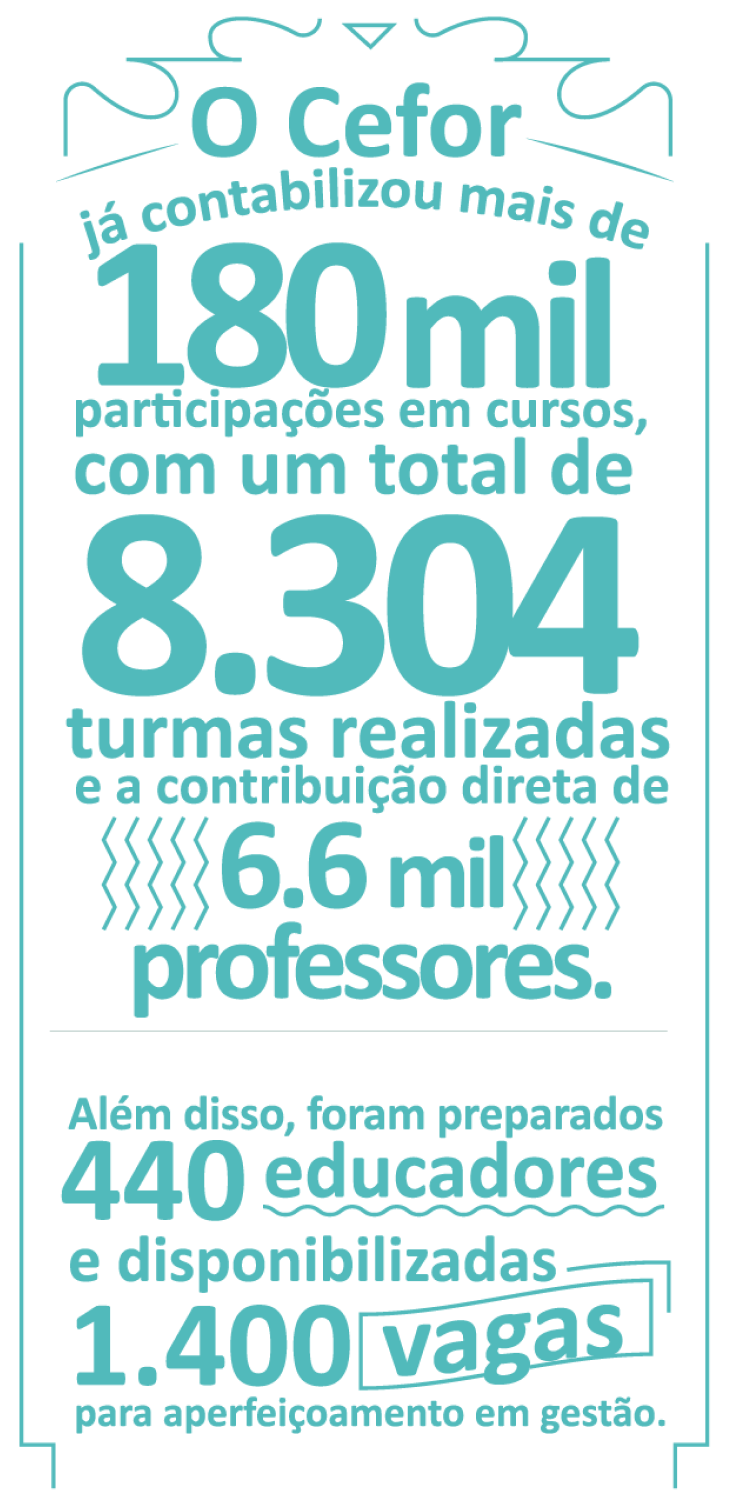 O Cefor
já contabilizou mais de
180 mil
participações em cursos,
com um total de
8.304
turmas realizadas
e a contribuição direta de
6.6 mil
professores.
Além disso, foram preparados
440 educadores
e disponibilizadas
1.400 vagas
para aperfeiçoamento em gestão.